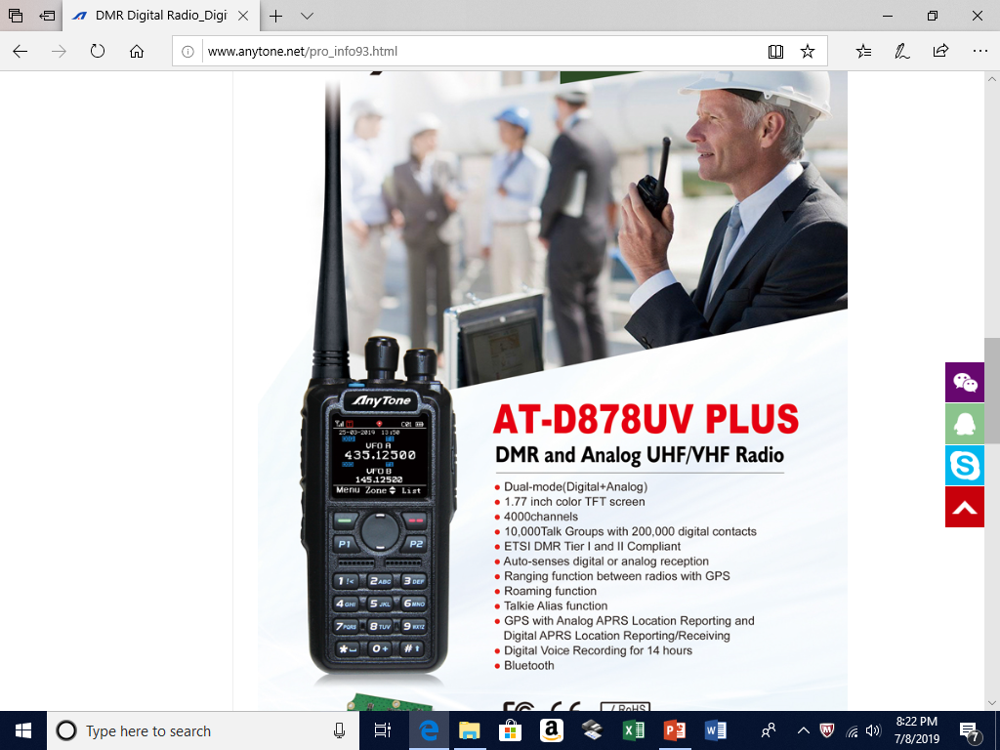 DMR Digital Radio_Digi
www.anytone.net/pro_info93.html
AnyTone
C01
25-03-2019 13:50
VFO A
435.12500
VFO B
145.12500
Menu Zone List
P1 P2
1 2ABC 3DEF
4GHI 5JKL 6MNO
7PQRS 8TUV 9WXYZ
* 0+ #
AT-D878UV PLUS
DMR and Analog UHF/VHF Radio
• Dual-mode(Digital+Analog)
• 1.77 inch color TFT screen
• 4000channels
• 10,000Talk Groups with 200,000 digital contacts
• ETSI DMR Tier I and II Compliant
• Auto-senses digital or analog reception
• Ranging function between radios with GPS
• Roaming function
• Talkie Alias function
• GPS with Analog APRS Location Reporting and
Digital APRS Location Reporting/Receiving
• Digital Voice Recording for 14 hours
• Bluetooth
FC CE RoHS
Type here to search
8:22 PM
7/8/2019
7